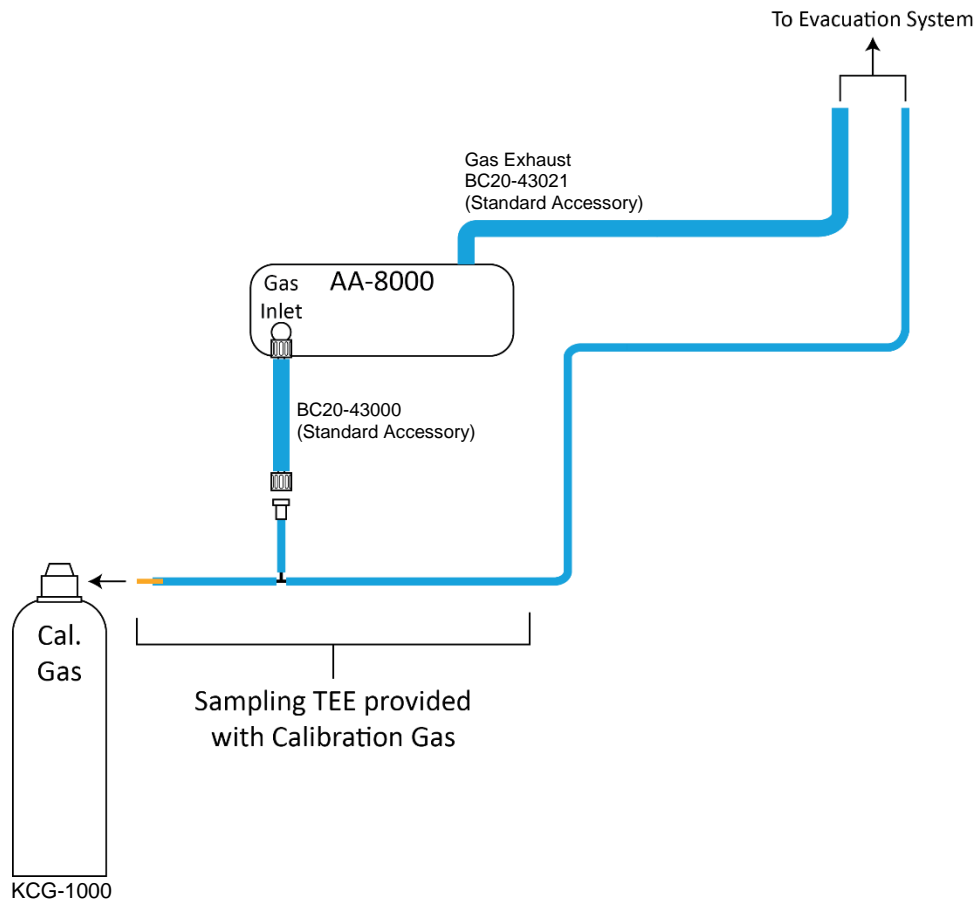 To Evacuation System
Gas Exhaust
BC20-43021
(Standard Accessory)
Gas
Inlet
AA-8000
BC20-43000
(Standard Accessory)
Cal.
Gas
Sampling TEE provided
with Calibration Gas
KCG-1000